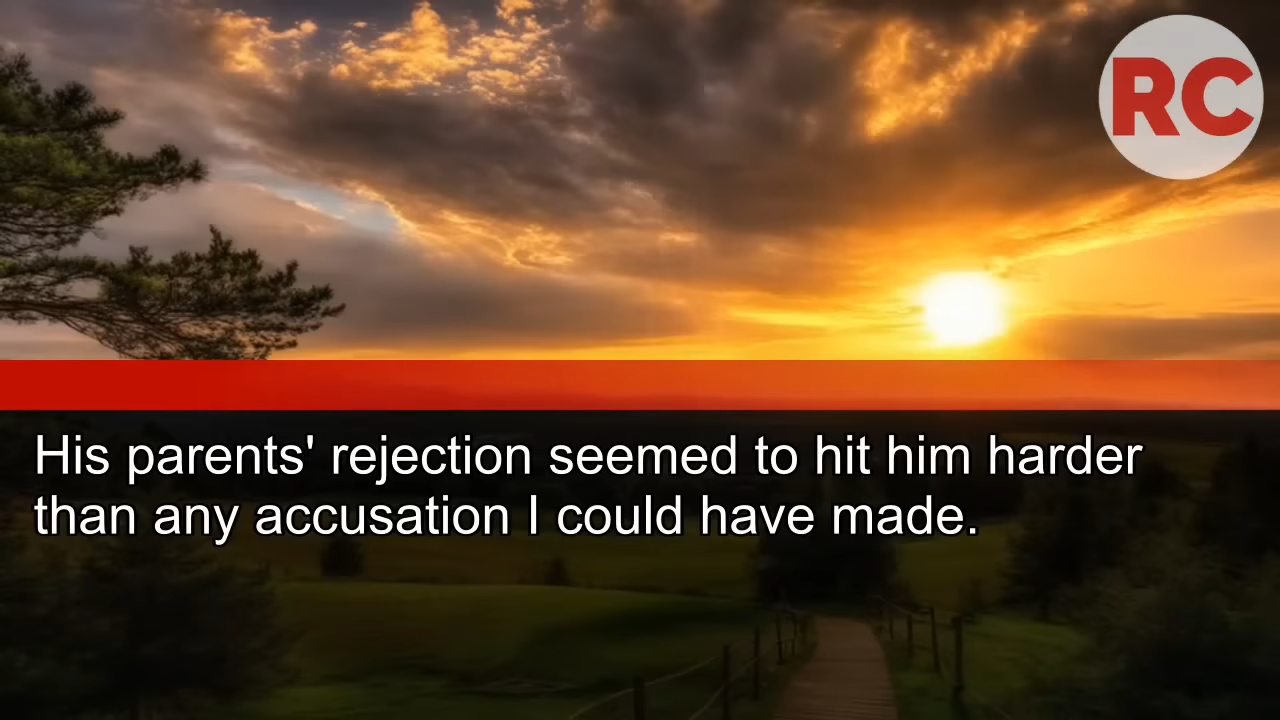 RC
His parents' rejection seemed to hit him harder
than any accusation I could have made.